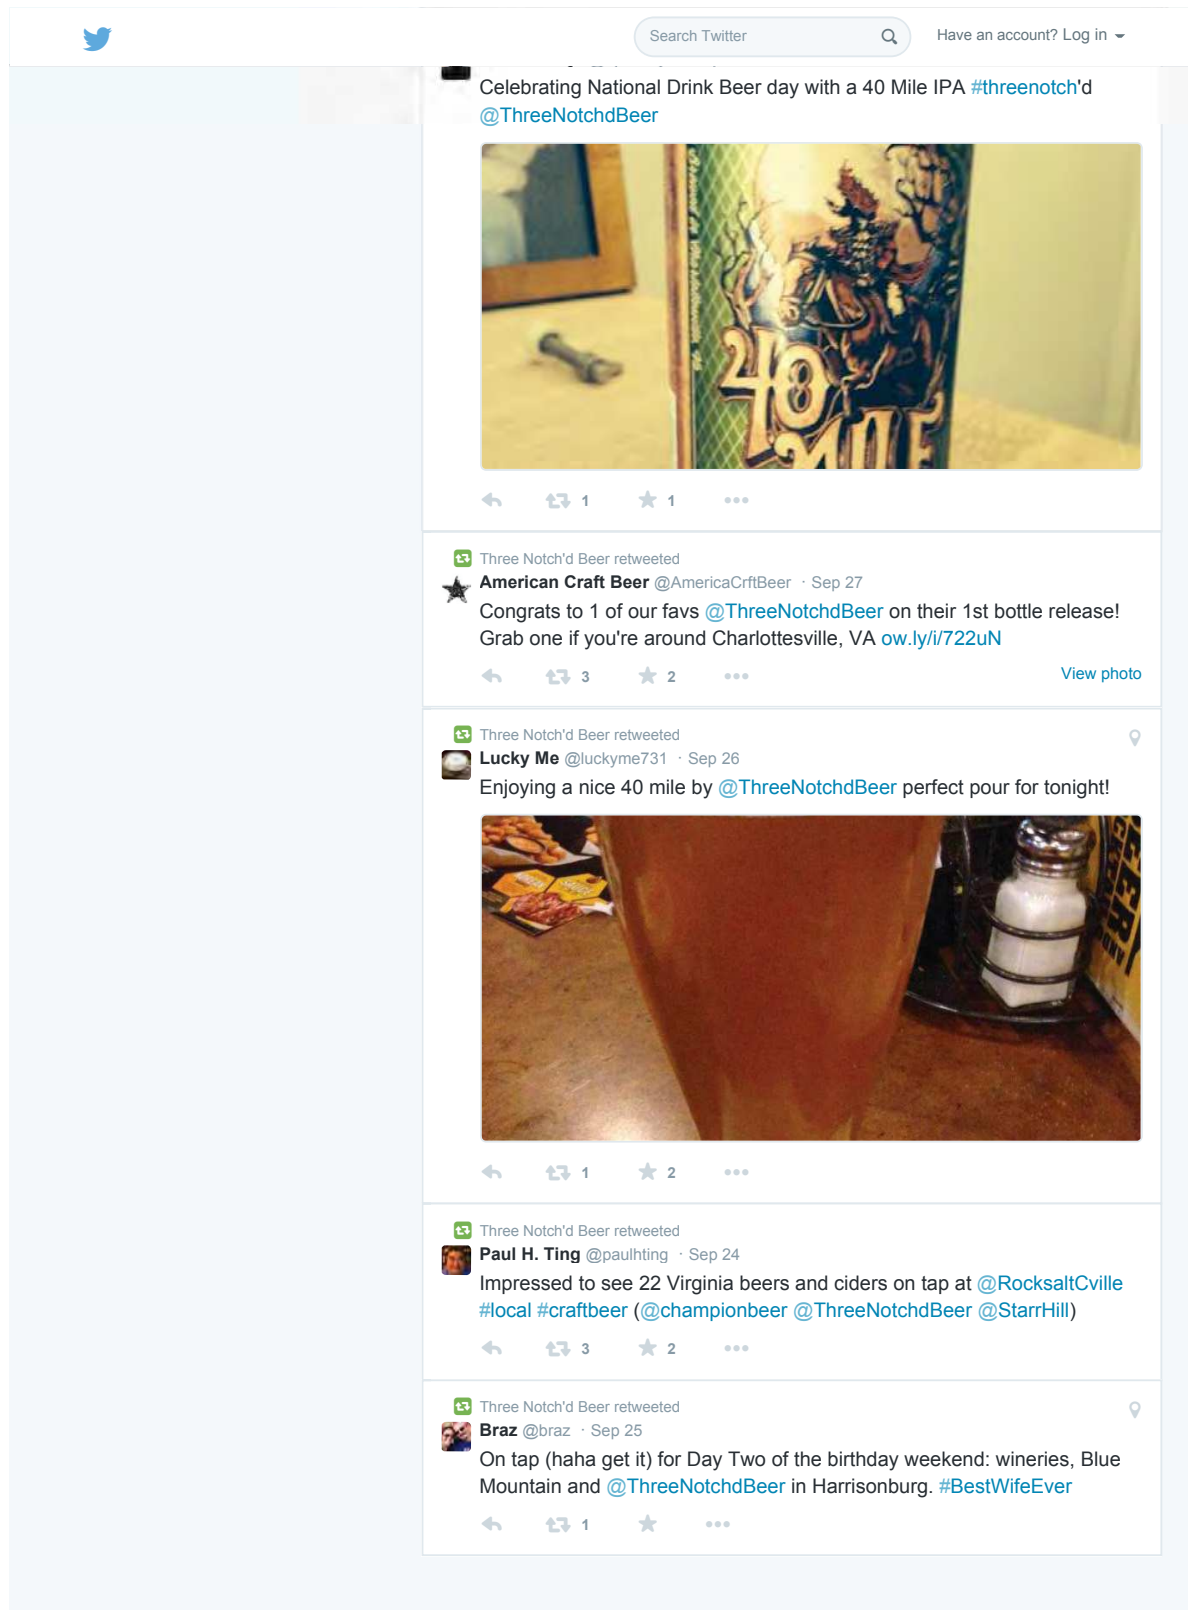 Search Twitter
Have an account? Log in
Celebrating National Drink Beer day with a 40 Mile IPA #threenotch'd
@ThreeNotchdBeer
40
MILE
1
1
Three Notch'd Beer retweeted
American Craft Beer @AmericaCrftBeer · Sep 27
Congrats to 1 of our favs @ThreeNotchdBeer on their 1st bottle release!
Grab one if you're around Charlottesville, VA ow.ly/i/722uN
3
2
View photo
Three Notch'd Beer retweeted
Lucky Me @luckyme731 · Sep 26
Enjoying a nice 40 mile by @ThreeNotchdBeer perfect pour for tonight!
1
2
Three Notch'd Beer retweeted
Paul H. Ting @paulhting · Sep 24
Impressed to see 22 Virginia beers and ciders on tap at @RocksaltCville
#local #craftbeer (@championbeer @ThreeNotchdBeer @StarrHill)
3
2
Three Notch'd Beer retweeted
Braz @braz · Sep 25
On tap (haha get it) for Day Two of the birthday weekend: wineries, Blue
Mountain and @ThreeNotchdBeer in Harrisonburg. #BestWifeEver
1